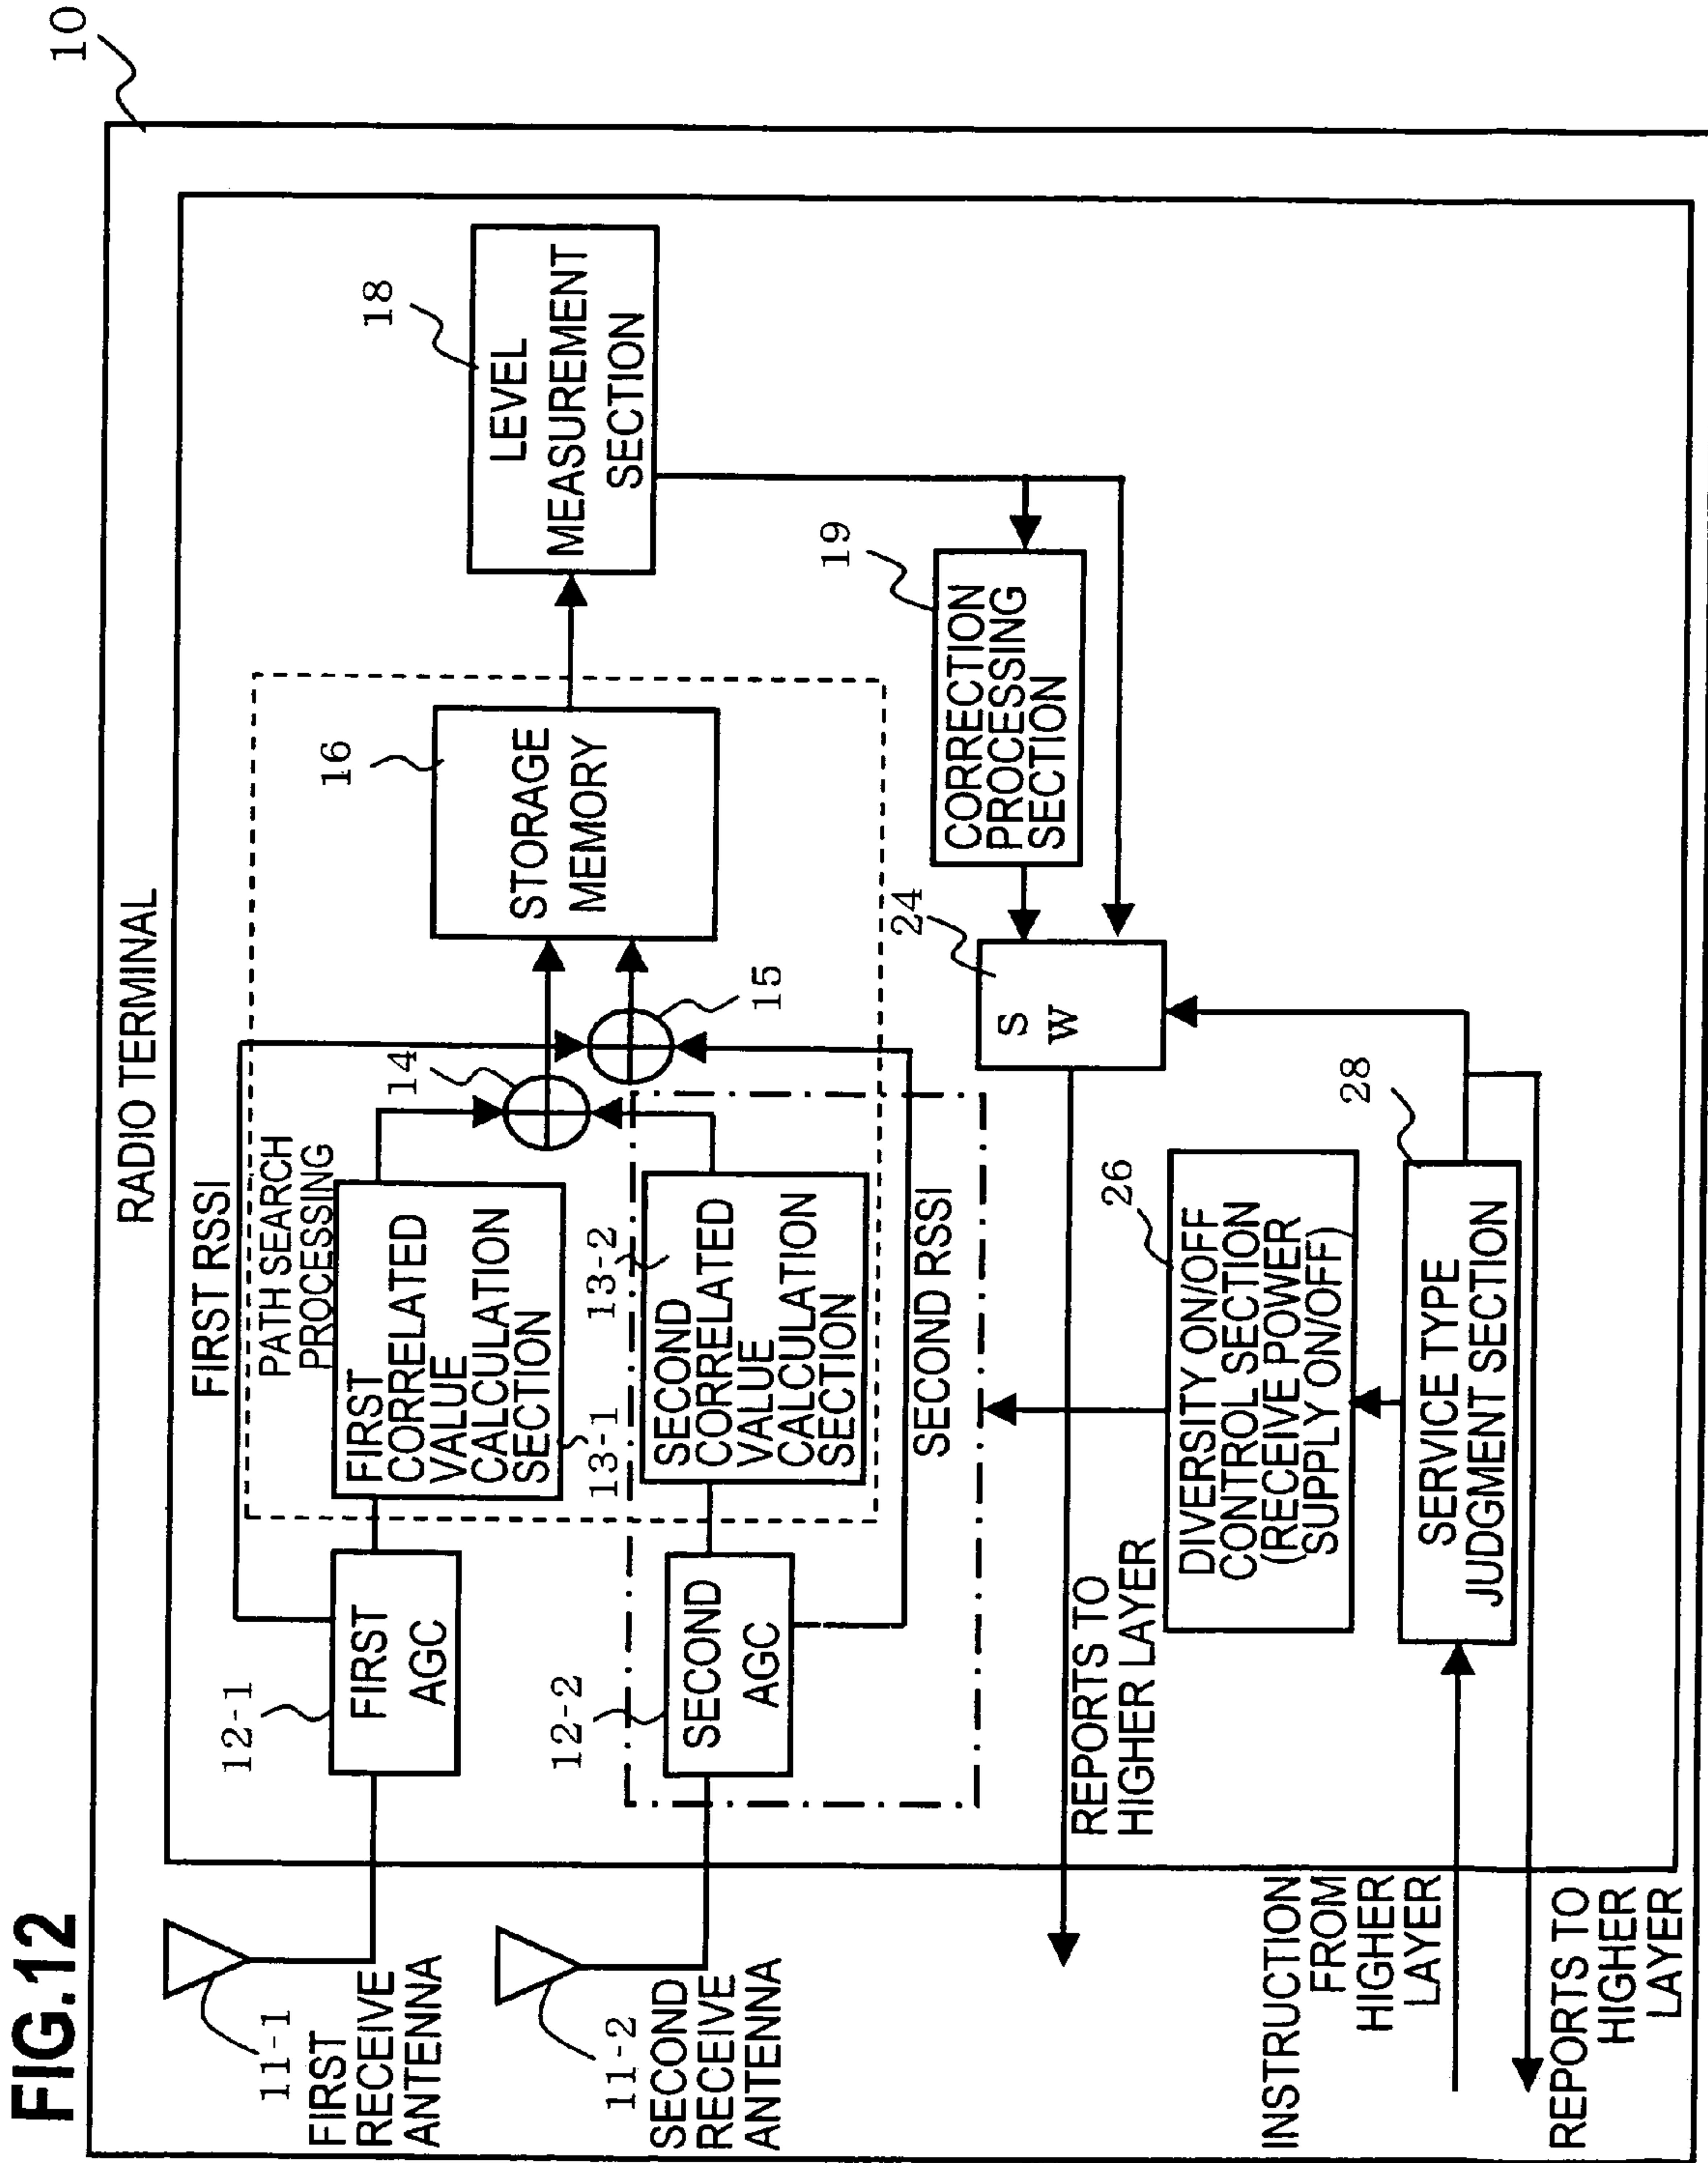 FIG.12
10
RADIO TERMINAL
11-1
FIRST
RECEIVE
ANTENNA
12-1
FIRST
AGC
FIRST RSSI
PATH SEARCH
PROCESSING
FIRST
CORRELATED
VALUE
CALCULATION
SECTION
13-1
14
15
16
STORAGE
MEMORY
18
LEVEL
MEASUREMENT
SECTION
11-2
SECOND
RECEIVE
ANTENNA
12-2
SECOND
AGC
13-2
SECOND
CORRELATED
VALUE
CALCULATION
SECTION
SECOND RSSI
19
CORRECTION
PROCESSING
SECTION
24
S
W
REPORTS TO
HIGHER LAYER
26
DIVERSITY ON/OFF
CONTROL SECTION
(RECEIVE POWER
SUPPLY ON/OFF)
28
SERVICE TYPE
JUDGMENT SECTION
INSTRUCTION
FROM
HIGHER
LAYER
REPORTS TO
HIGHER
LAYER